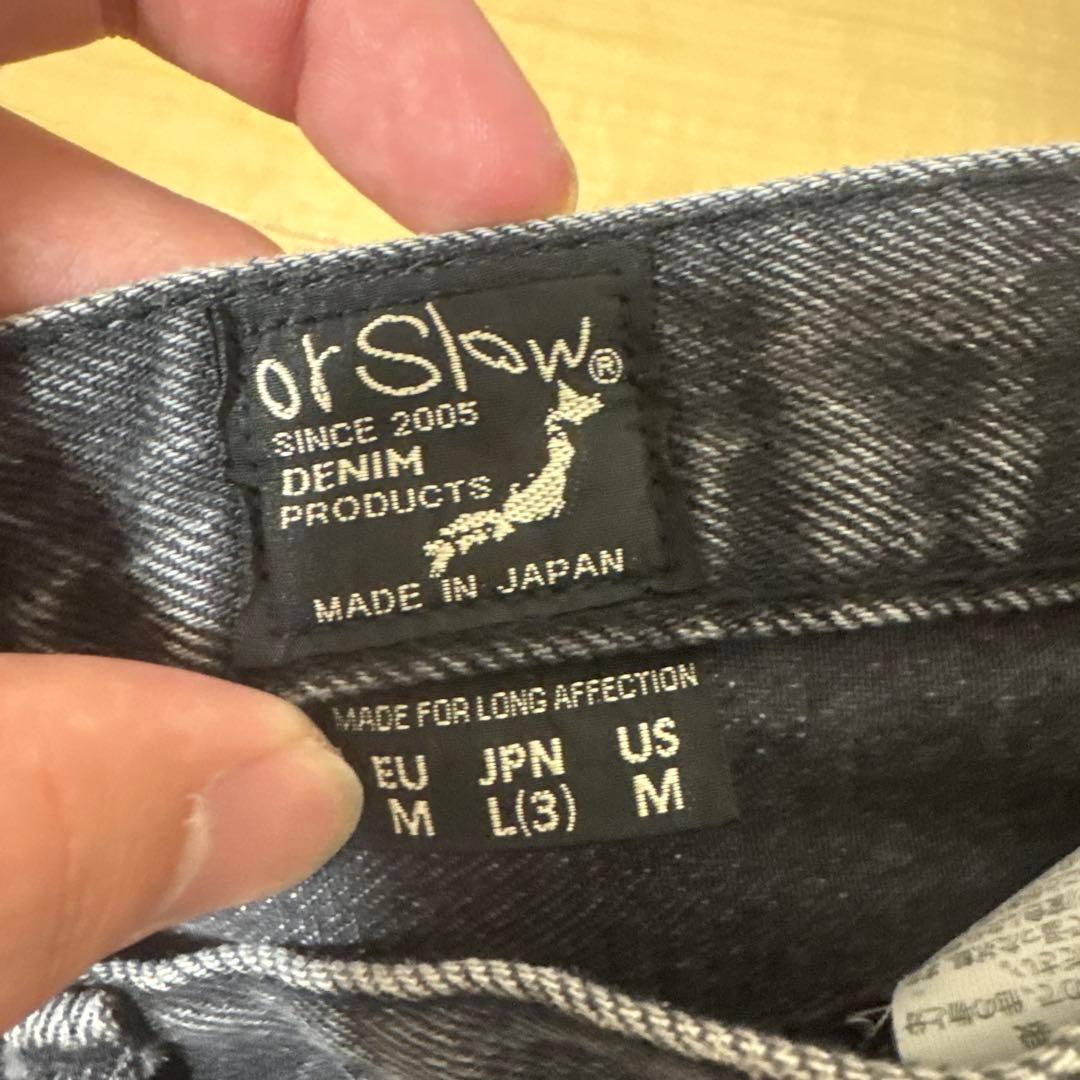 orSlow®
SINCE 2005
DENIM
PRODUCTS
MADE IN JAPAN
MADE FOR LONG AFFECTION
EU JPN US
M L(3) M